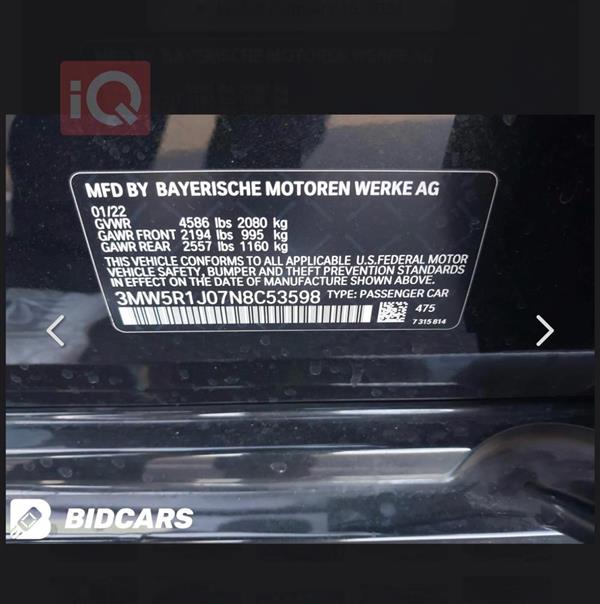 iQ
MFD BY BAYERISCHE MOTOREN WERKE AG
01/22
GVWR 4586 lbs 2080 kg
GAWR FRONT 2194 lbs 995 kg
GAWR REAR 2557 lbs 1160 kg
THIS VEHICLE CONFORMS TO ALL APPLICABLE U.S.FEDERAL MOTOR
VEHICLE SAFETY, BUMPER AND THEFT PREVENTION STANDARDS
IN EFFECT ON THE DATE OF MANUFACTURE SHOWN ABOVE.
3MW5R1J07N8C53598 TYPE: PASSENGER CAR
475
7 315 814
BIDCARS